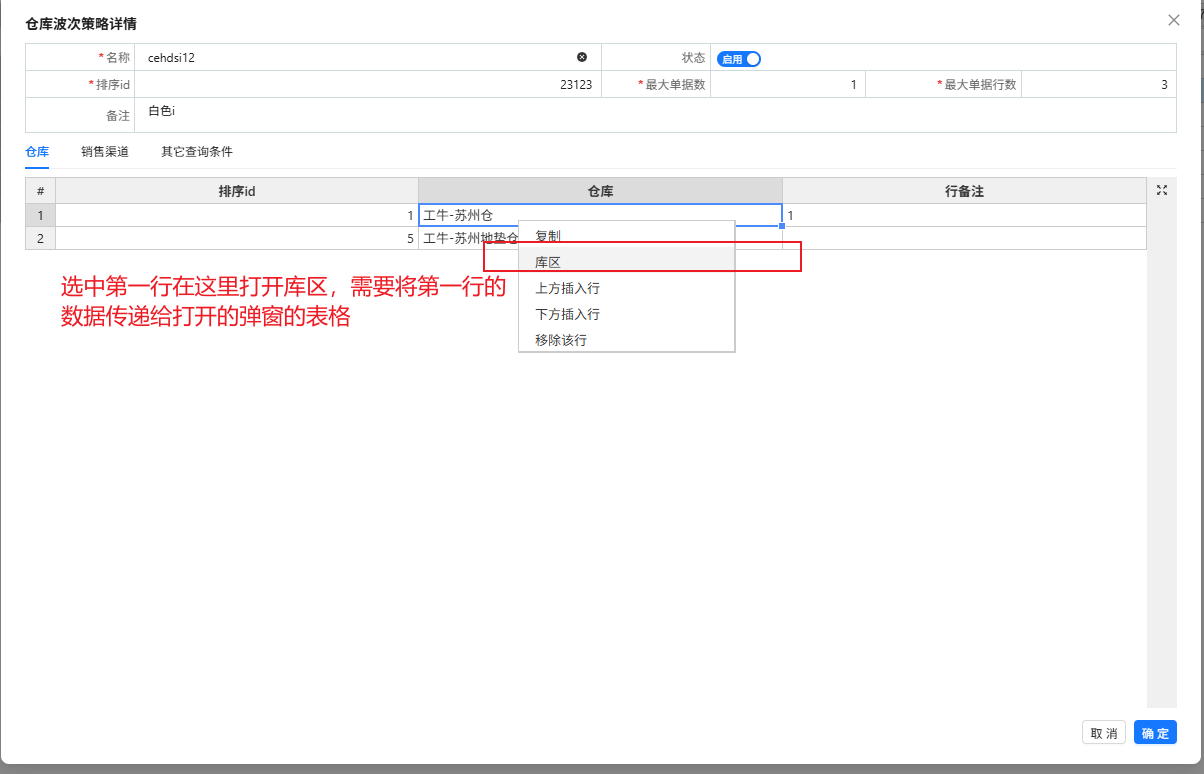 仓库波次策略详情
*名称 cehdsi12 状态 启用
*排序id 23123 *最大单据数 1 *最大单据行数 3
备注 白色i
仓库 销售渠道 其它查询条件
# 排序id 仓库 行备注
1 1 工牛-苏州仓 1
2 5 工牛-苏州地垫仓
复制
库区
上方插入行
下方插入行
移除该行
选中第一行在这里打开库区，需要将第一行的
数据传递给打开的弹窗的表格
取 消 确 定